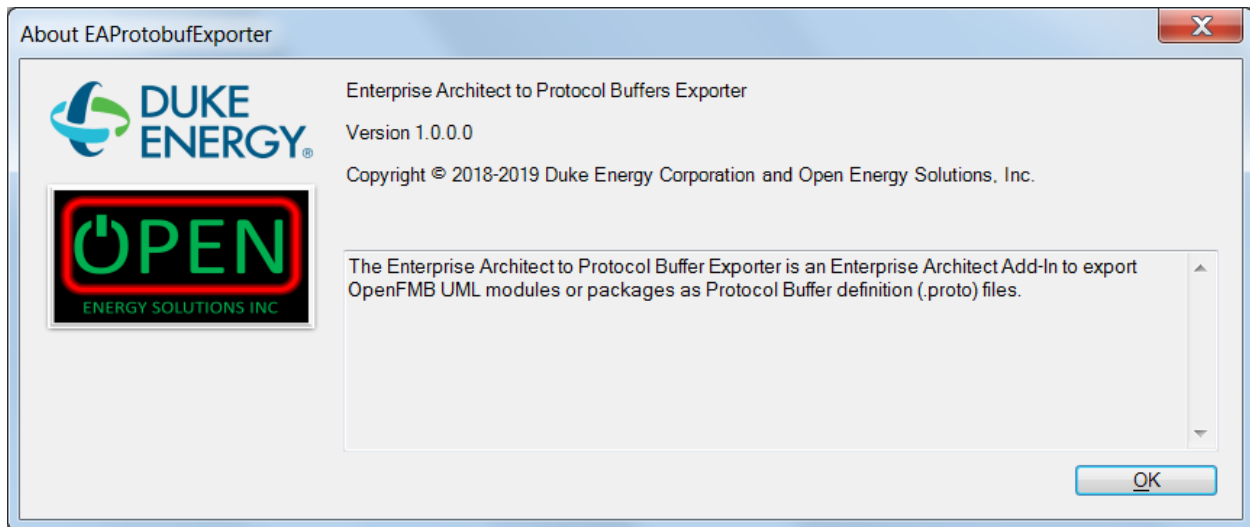 About EAProtobufExporter
X
DUKE
ENERGY®
OPEN
ENERGY SOLUTIONS INC
Enterprise Architect to Protocol Buffers Exporter
Version 1.0.0.0
Copyright © 2018-2019 Duke Energy Corporation and Open Energy Solutions, Inc.
The Enterprise Architect to Protocol Buffer Exporter is an Enterprise Architect Add-In to export
OpenFMB UML modules or packages as Protocol Buffer definition (.proto) files.
OK